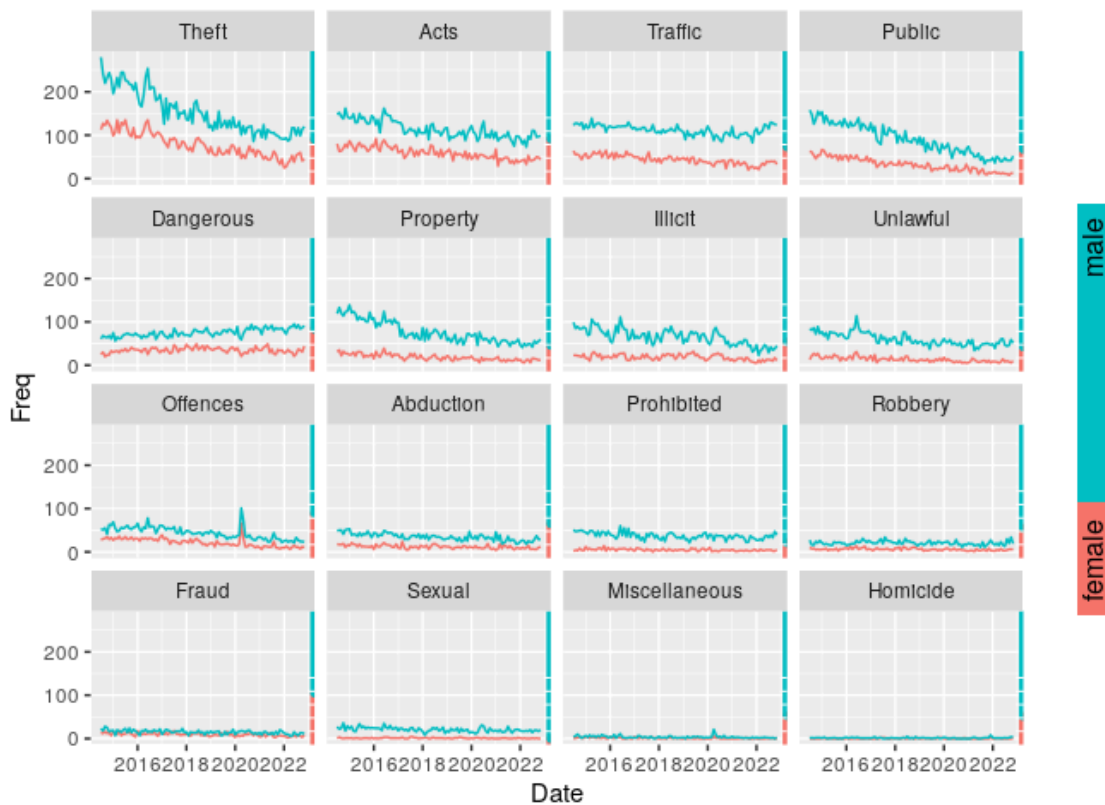 Theft Acts Traffic Public
200
100
0
Dangerous Property Illicit Unlawful
200
100
0
Offences Abduction Prohibited Robbery
200
100
0
Fraud Sexual Miscellaneous Homicide
200
100
0
2016 2018 2020 2022 2016 2018 2020 2022 2016 2018 2020 2022 2016 2018 2020 2022
Date
Freq
male
female